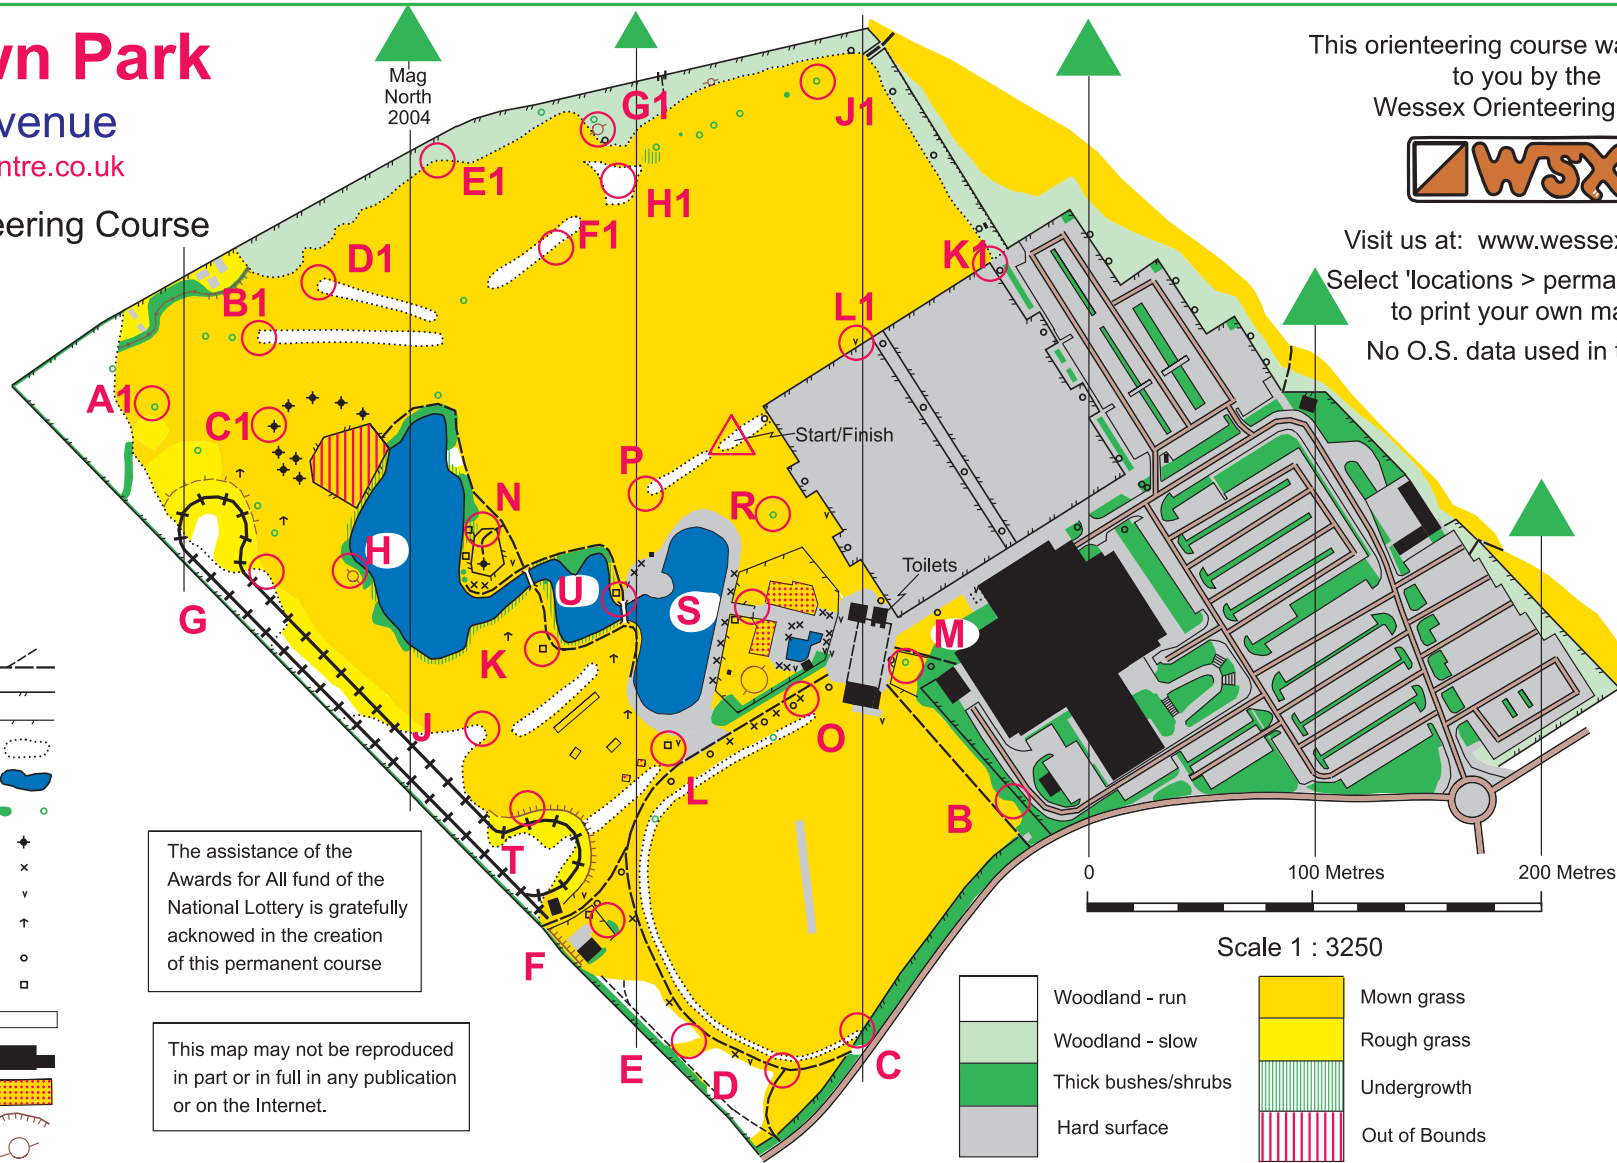 wn Park
venue
ntre.co.uk
eering Course
Mag
North
2004
This orienteering course wa
to you by the
Wessex Orienteering
WSX
Visit us at: www.wessex
Select 'locations > perma
to print your own ma
No O.S. data used in t
G1
J1
E1
H1
F1
D1
K1
B1
L1
A1
C1
Start/Finish
P
N
R
H
Toilets
U
S
G
M
K
J
O
L
B
T
F
E
D
C
The assistance of the
Awards for All fund of the
National Lottery is gratefully
acknowed in the creation
of this permanent course
This map may not be reproduced
in part or in full in any publication
or on the Internet.
0
100 Metres
200 Metres
Scale 1 : 3250
Woodland - run
Woodland - slow
Thick bushes/shrubs
Hard surface
Mown grass
Rough grass
Undergrowth
Out of Bounds